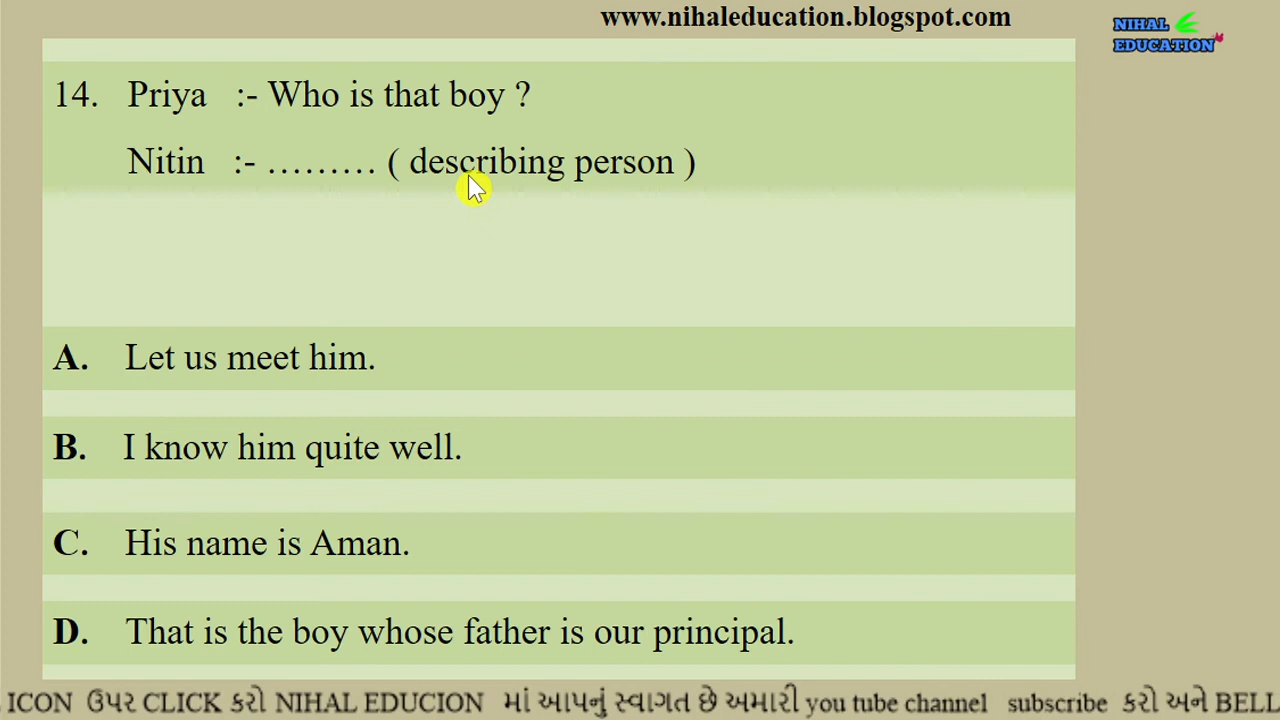 www.nihaleducation.blogspot.com
NIHAL
EDUCATION
14. Priya :- Who is that boy ?
Nitin :- ……… ( describing person )
A. Let us meet him.
B. I know him quite well.
C. His name is Aman.
D. That is the boy whose father is our principal.
ICON ઉપર CLICK કરો NIHAL EDUCION માં આપનું સ્વાગત છે અમારી you tube channel subscribe કરો અને BELL